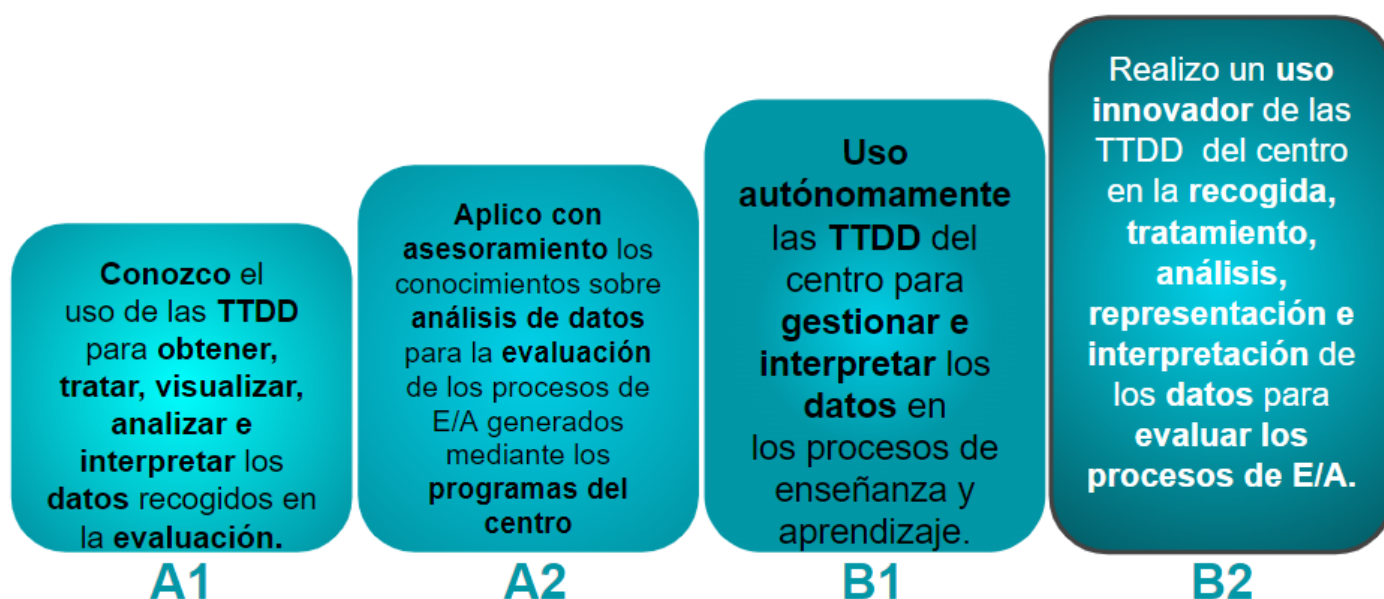 Conozco el
uso de las TTDD
para obtener,
tratar, visualizar,
analizar e
interpretar los
datos recogidos en
la evaluación.
A1
Aplico con
asesoramiento los
conocimientos sobre
análisis de datos
para la evaluación
de los procesos de
E/A generados
mediante los
programas del
centro
A2
Uso
autónomamente
las TTDD del
centro para
gestionar e
interpretar los
datos en
los procesos de
enseñanza y
aprendizaje.
B1
Realizo un uso
innovador de las
TTDD del centro
en la recogida,
tratamiento,
análisis,
representación e
interpretación de
los datos para
evaluar los
procesos de E/A.
B2